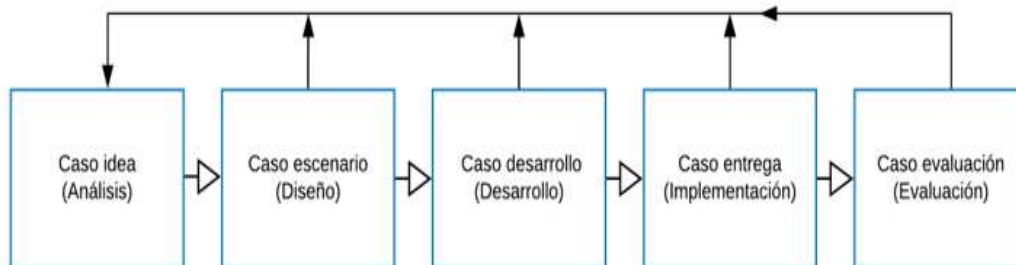 Caso idea
(Análisis)
Caso escenario
(Diseño)
Caso desarrollo
(Desarrollo)
Caso entrega
(Implementación)
Caso evaluación
(Evaluación)